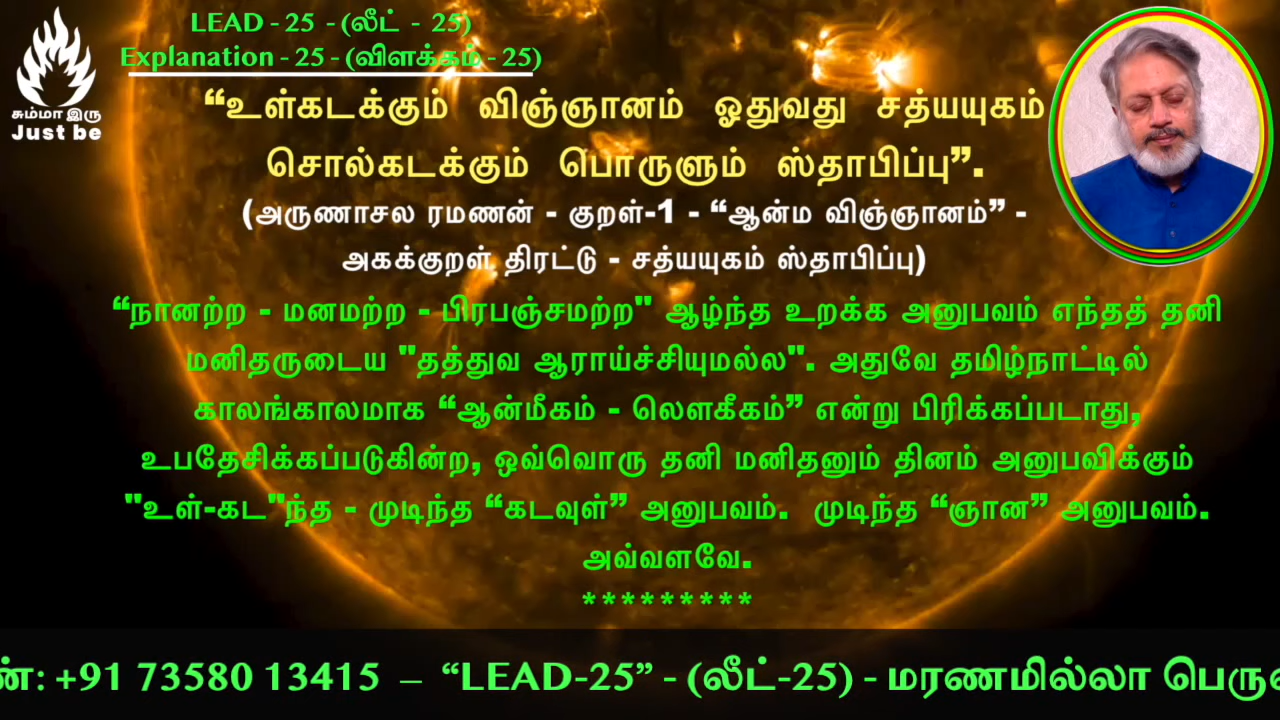 LEAD - 25 - (லீட் - 25)
Explanation - 25 - (விளக்கம் - 25)
சும்மா இரு
Just be
“உள்கடக்கும் விஞ்ஞானம் ஓதுவது சத்யயுகம்
சொல்கடக்கும் பொருளும் ஸ்தாபிப்பு”.
(அருணாசல ரமணன் - குறள்-1 - “ஆன்ம விஞ்ஞானம்” -
அகக்குறள் திரட்டு - சத்யயுகம் ஸ்தாபிப்பு)
“நானற்ற - மனமற்ற - பிரபஞ்சமற்ற" ஆழ்ந்த உறக்க அனுபவம் எந்தத் தனி
மனிதருடைய "தத்துவ ஆராய்ச்சியுமல்ல". அதுவே தமிழ்நாட்டில்
காலங்காலமாக “ஆன்மீகம் - லௌகீகம்” என்று பிரிக்கப்படாது,
உபதேசிக்கப்படுகின்ற, ஒவ்வொரு தனி மனிதனும் தினம் அனுபவிக்கும்
"உள்-கட"ந்த - முடிந்த “கடவுள்” அனுபவம். முடிந்த “ஞான” அனுபவம்.
அவ்வளவே.
*********
ண்: +91 73580 13415 – “LEAD-25” - (லீட்-25) - மரணமில்லா